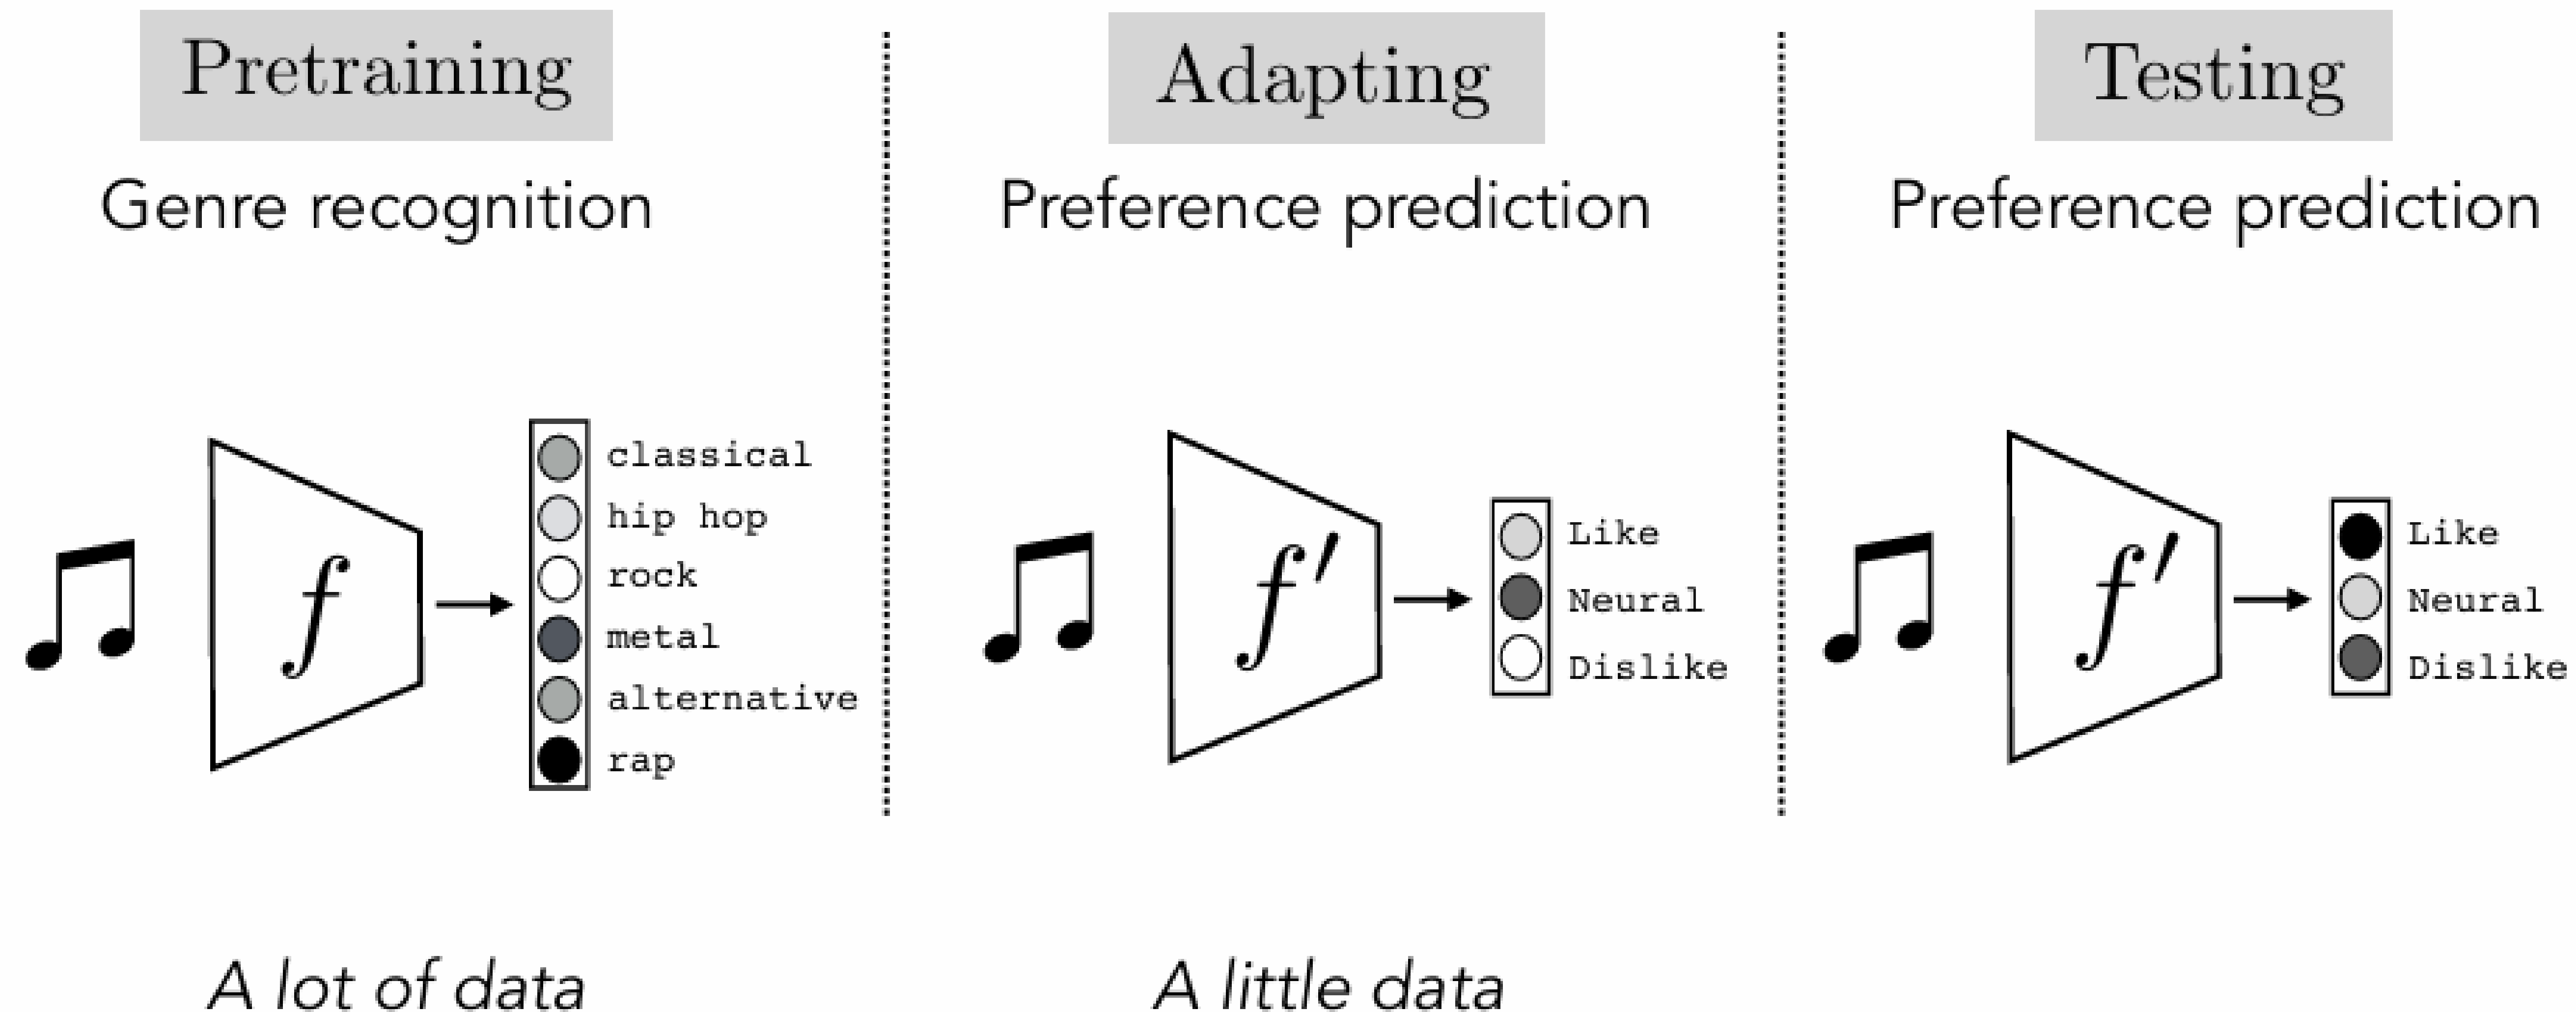 Pretraining
Genre recognition
f
classical
hip hop
rock
metal
alternative
rap
A lot of data
Adapting
Preference prediction
f′
Like
Neural
Dislike
A little data
Testing
Preference prediction
f′
Like
Neural
Dislike